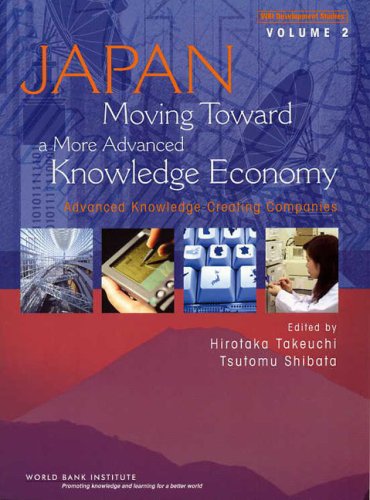 WBI Development Studies
VOLUME 2
JAPAN
Moving Toward
a More Advanced
Knowledge Economy
Advanced Knowledge-Creating Companies
Edited by
Hirotaka Takeuchi
Tsutomu Shibata
WORLD BANK INSTITUTE
Promoting knowledge and learning for a better world